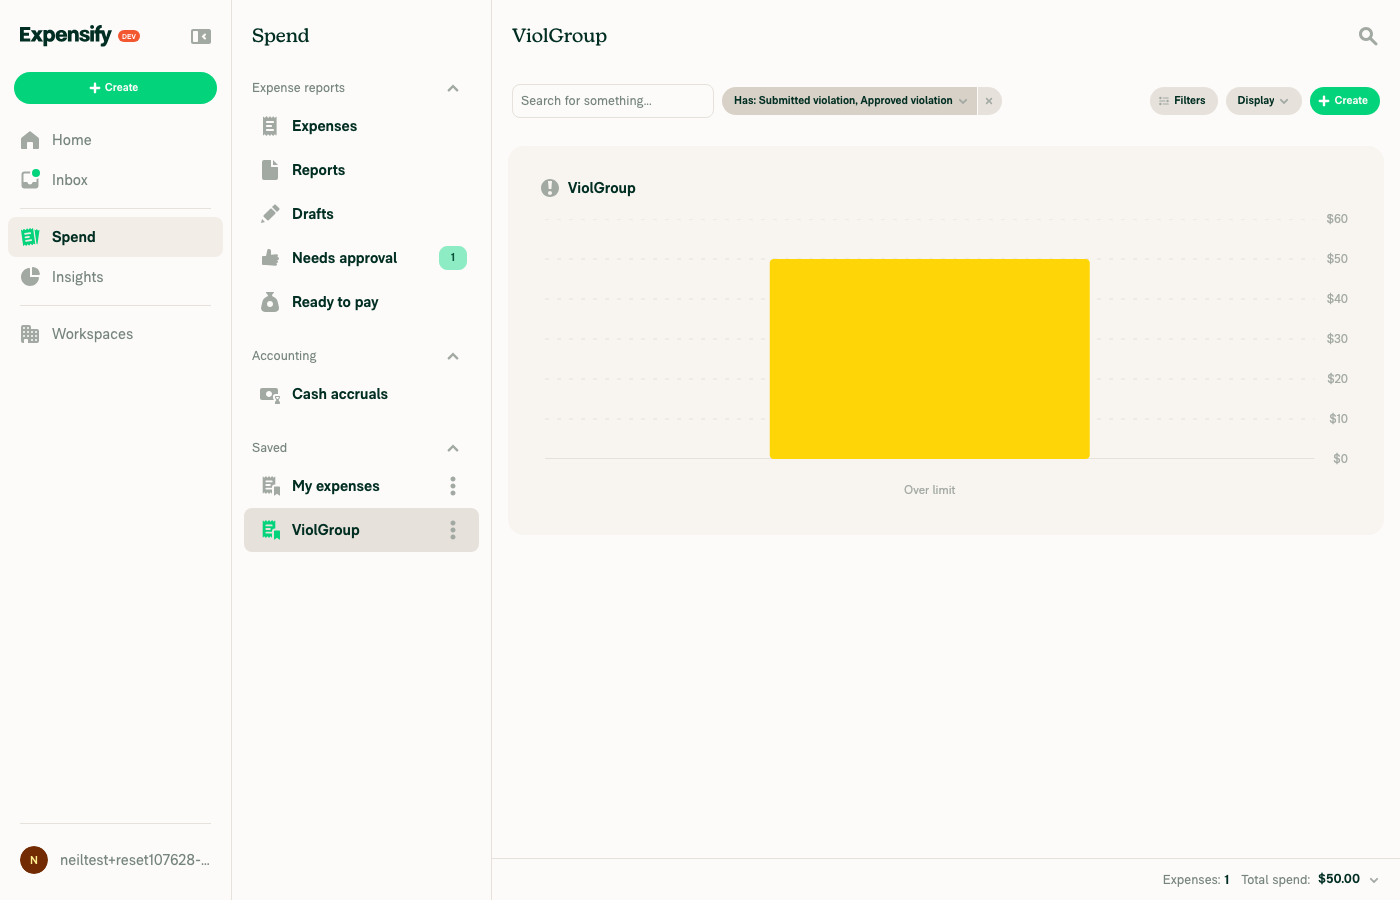 Expensify DEV
Create
Home
Inbox
Spend
Insights
Workspaces
N neiltest+reset107628-...
Spend
Expense reports
Expenses
Reports
Drafts
Needs approval 1
Ready to pay
Accounting
Cash accruals
Saved
My expenses
ViolGroup
ViolGroup
Search for something...
Has: Submitted violation, Approved violation
Filters
Display
Create
ViolGroup
$60
$50
$40
$30
$20
$10
$0
Over limit
Expenses: 1 Total spend: $50.00